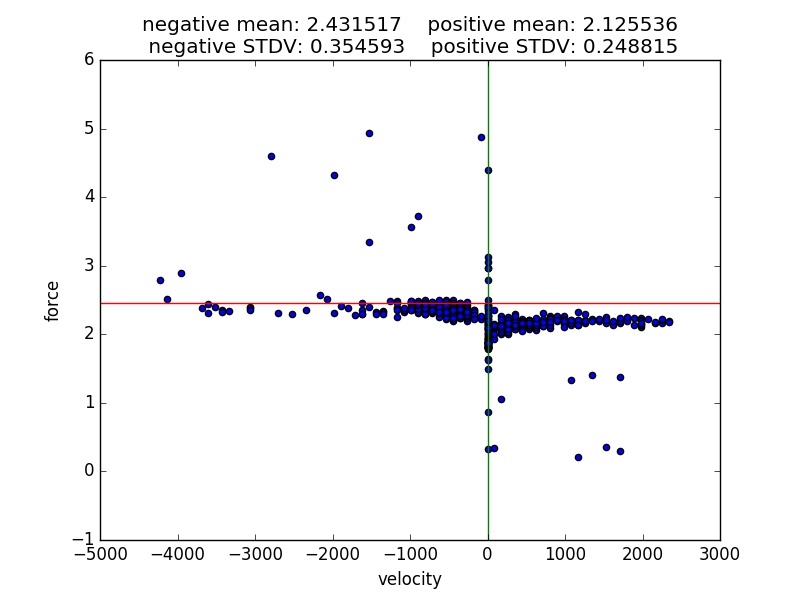 negative mean: 2.431517    positive mean: 2.125536
negative STDV: 0.354593    positive STDV: 0.248815
6
5
4
3
2
1
0
−1
force
−5000 −4000 −3000 −2000 −1000 0 1000 2000 3000
velocity